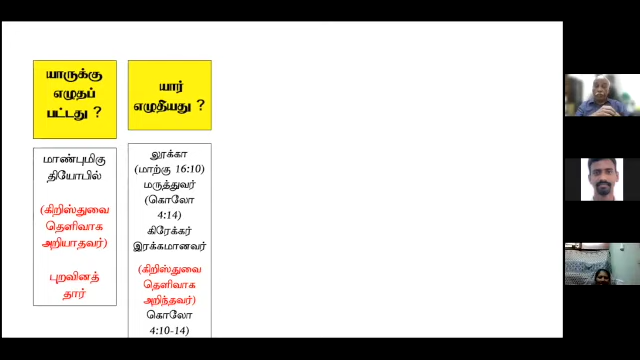 யாருக்கு
எழுதப்
பட்டது ?
மாண்புமிகு
தியோபில்
(கிறிஸ்துவை
தெளிவாக
அறியாதவர்)
புறவினத்
தார்
யார்
எழுதியது ?
லூக்கா
(மாற்கு 16:10)
மருத்துவர்
(கொலோ
4:14)
கிரேக்கர்
இரக்கமானவர்
(கிறிஸ்துவை
தெளிவாக
அறிந்தவர்)
கொலோ
4:10-14)